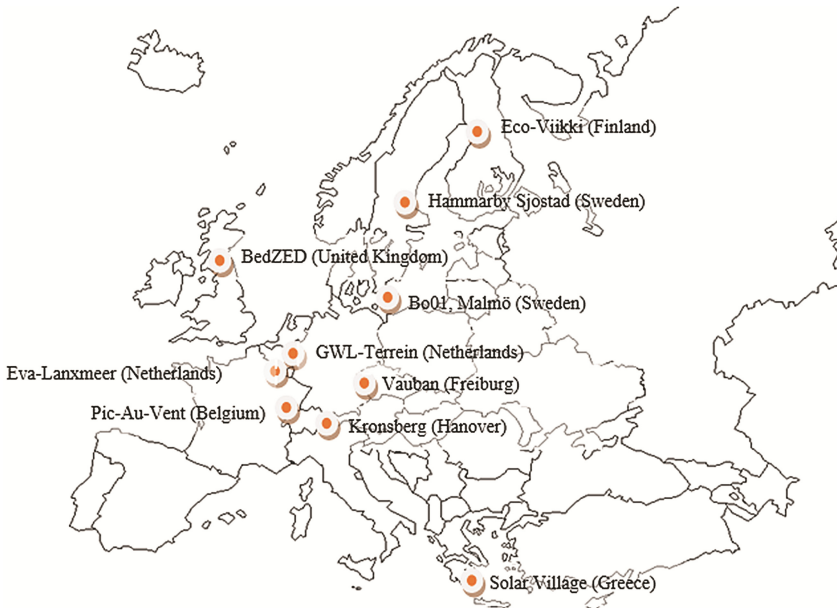 Eco-Viikki (Finland)
Hammarby Sjostad (Sweden)
BedZED (United Kingdom)
Bo01, Malmö (Sweden)
GWL-Terrein (Netherlands)
Eva-Lanxmeer (Netherlands)
Vauban (Freiburg)
Pic-Au-Vent (Belgium)
Kronsberg (Hanover)
Solar Village (Greece)